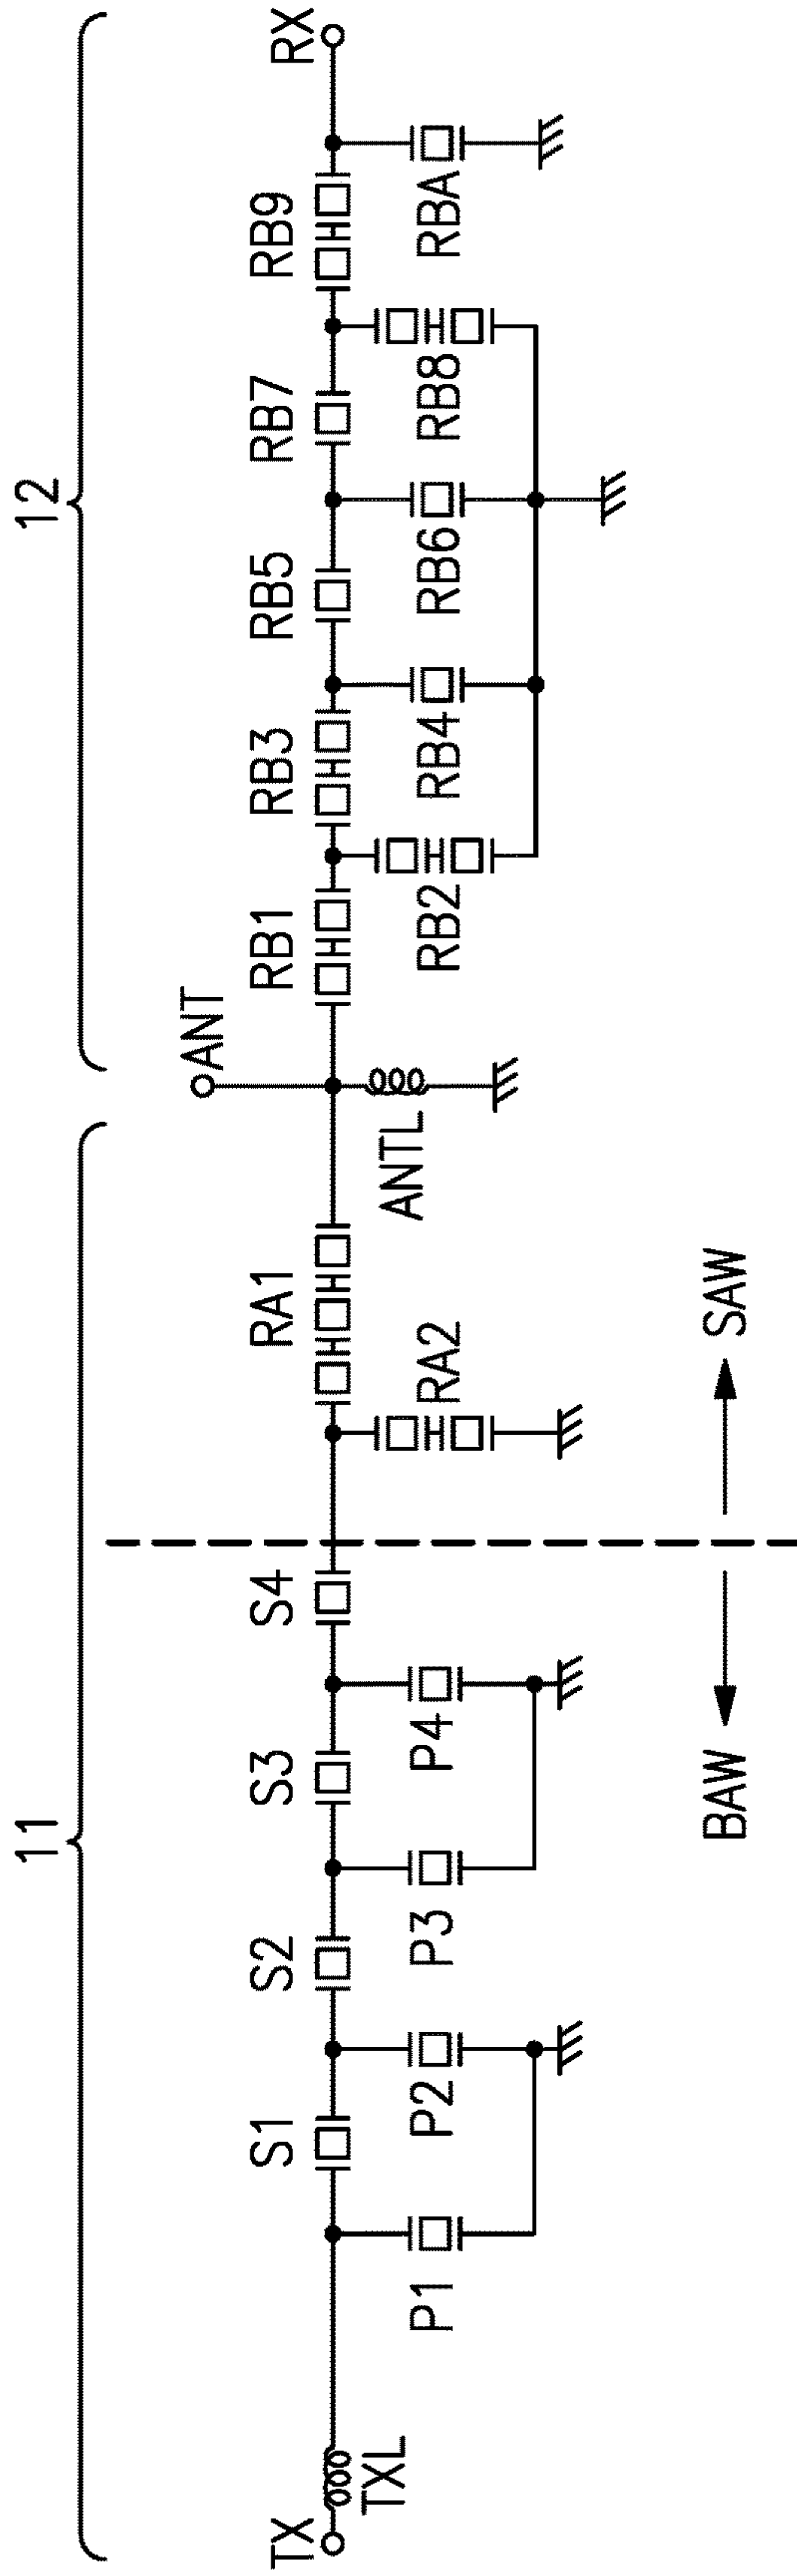 11
12
TX
TXL
P1
S1
P2
S2
P3
S3
P4
S4
RA2
RA1
ANT
ANTL
RB1
RB2
RB3
RB4
RB5
RB6
RB7
RB8
RB9
RBA
RX
BAW
SAW